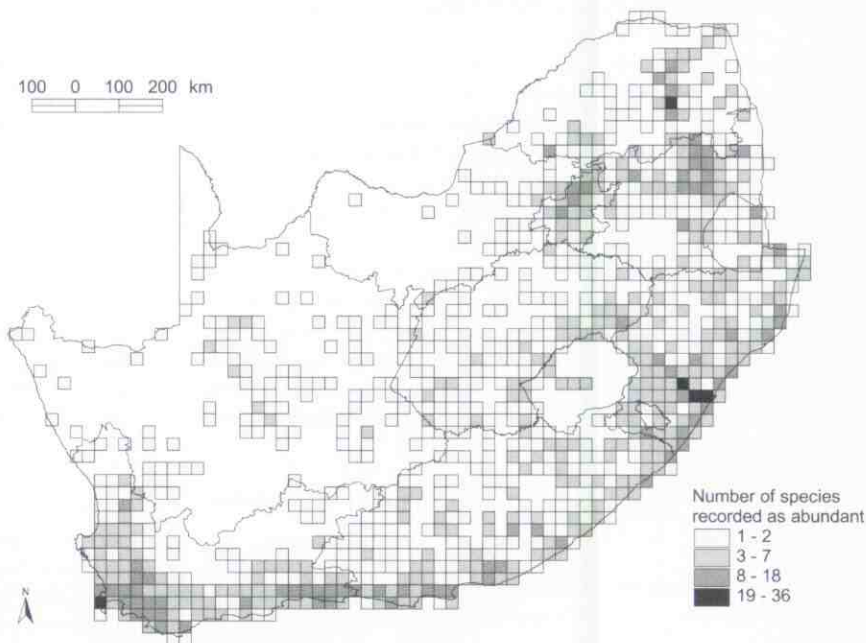 100 0 100 200 km
Number of species
recorded as abundant
1 - 2
3 - 7
8 - 18
19 - 36
N